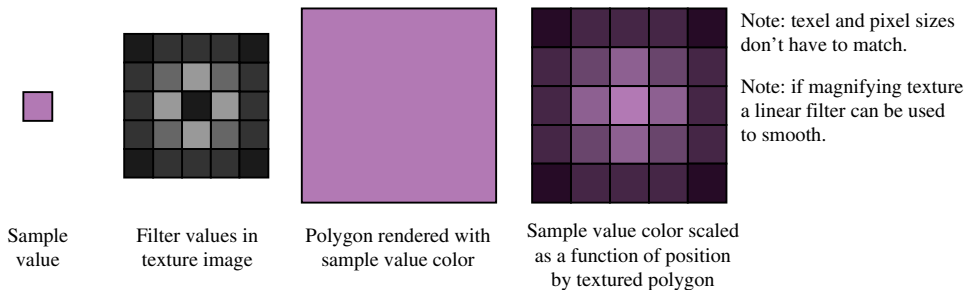 Note: texel and pixel sizes
don't have to match.
Note: if magnifying texture
a linear filter can be used
to smooth.
Sample
value
Filter values in
texture image
Polygon rendered with
sample value color
Sample value color scaled
as a function of position
by textured polygon